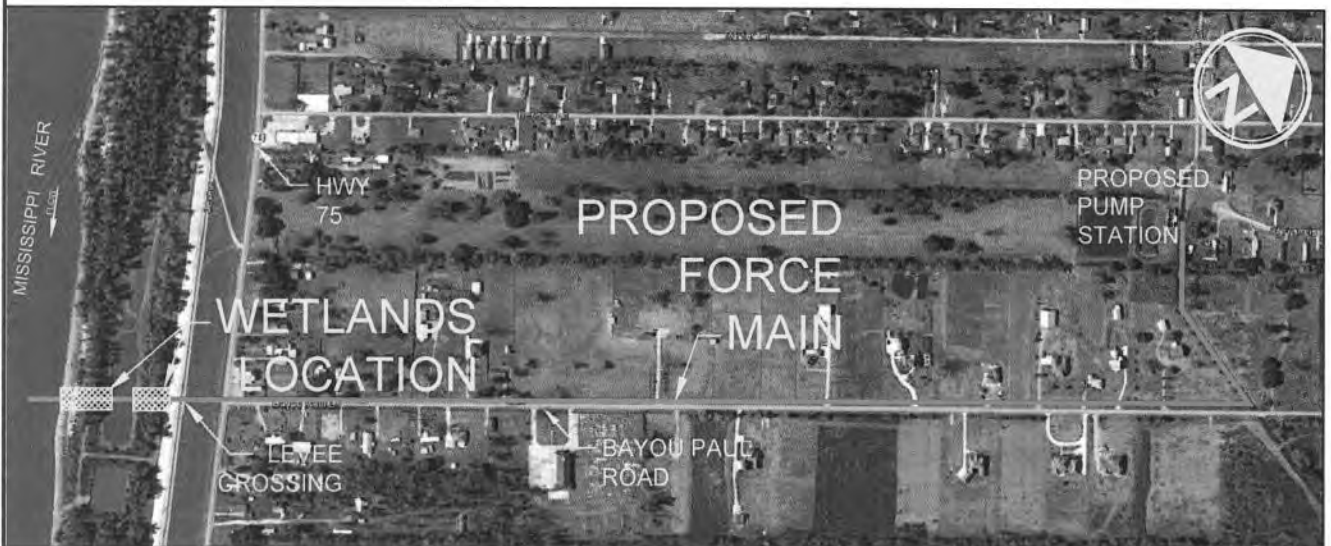 MISSISSIPPI RIVER
HWY
75
PROPOSED
FORCE
MAIN
PROPOSED
PUMP
STATION
N
WETLANDS
LOCATION
LEVEE
CROSSING
BAYOU PAUL
ROAD